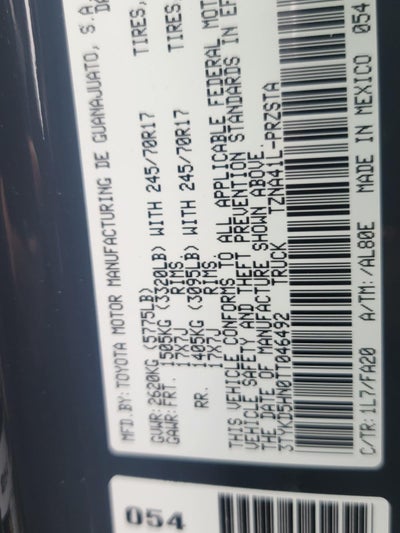 MFD.BY:TOYOTA MOTOR MANUFACTURING DE GUANAJUATO, S.A
GVWR:2620KG(5775LB)
GAWR:FRT. 1505KG(3320LB) WITH 245/70R17 TIRES,
17X7J RIMS,
RR. 1405KG(3095LB) WITH 245/70R17 TIRES,
17X7J RIMS,
THIS VEHICLE CONFORMS TO ALL APPLICABLE FEDERAL MOT
VEHICLE SAFETY AND THEFT PREVENTION STANDARDS IN EF
THE DATE OF MANUFACTURE SHOWN ABOVE.
3TYKD5HN0TT046492 TRUCK TZNA41L-PRZSTA
C/TR:1L7/FA20 A/TM:/AL80E MADE IN MEXICO 054
054